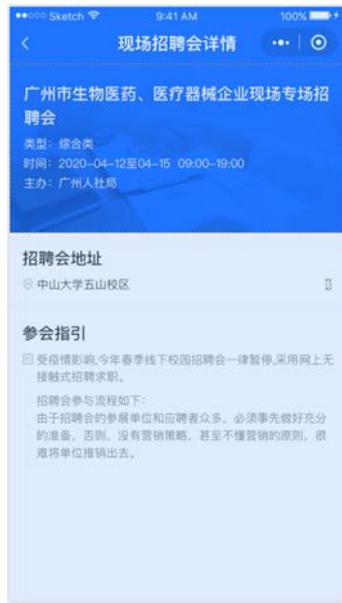 Sketch 9:41 AM 100%
现场招聘会详情
广州市生物医药、医疗器械企业现场专场招
聘会
类型：综合类
时间：2020-04-12至04-15 09:00-19:00
主办：广州人社局
招聘会地址
中山大学五山校区
参会指引
受疫情影响,今年春季线下校园招聘会一律暂停,采用网上无
接触式招聘求职。
招聘会参与流程如下：
由于招聘会的参展单位和应聘者众多，必须事先做好充分
的准备，否则，没有营销策略，甚至不懂营销的原则，很
难将单位推销出去。